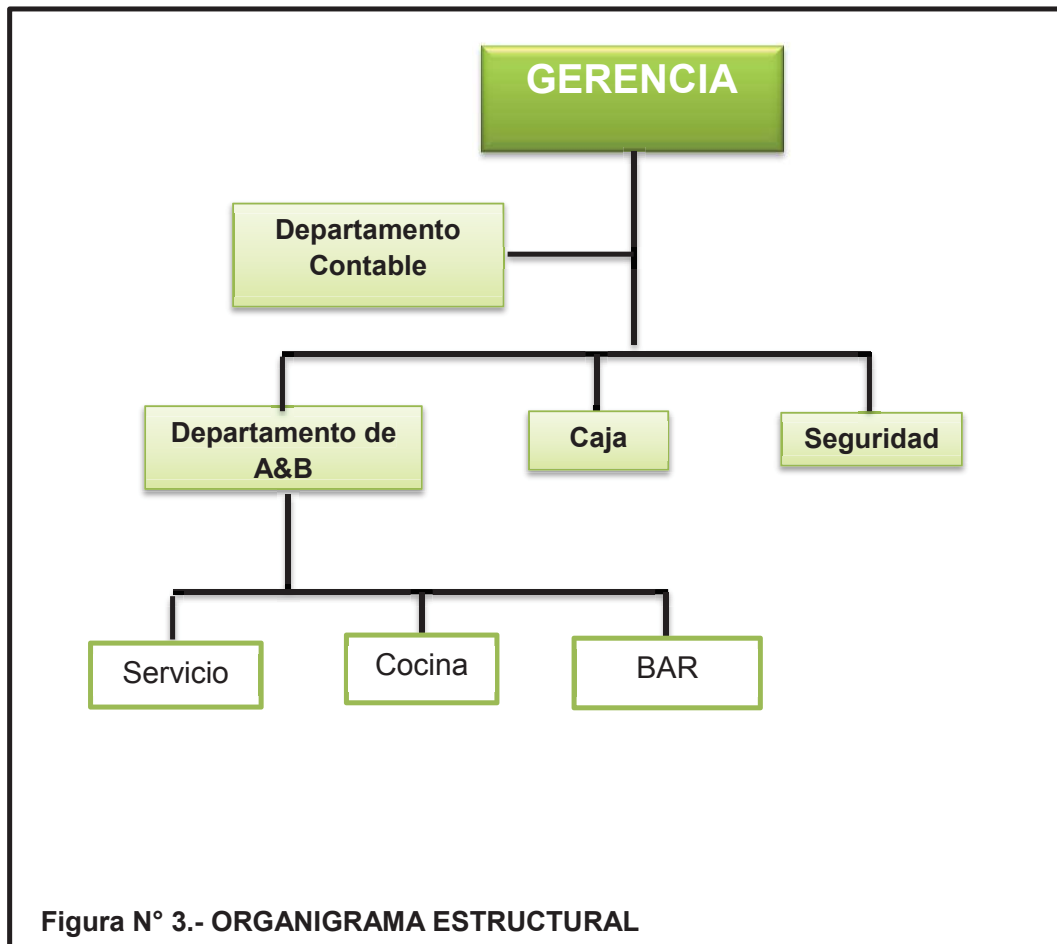 GERENCIA
Departamento
Contable
Departamento de
A&B
Caja
Seguridad
Servicio
Cocina
BAR
Figura N° 3.- ORGANIGRAMA ESTRUCTURAL